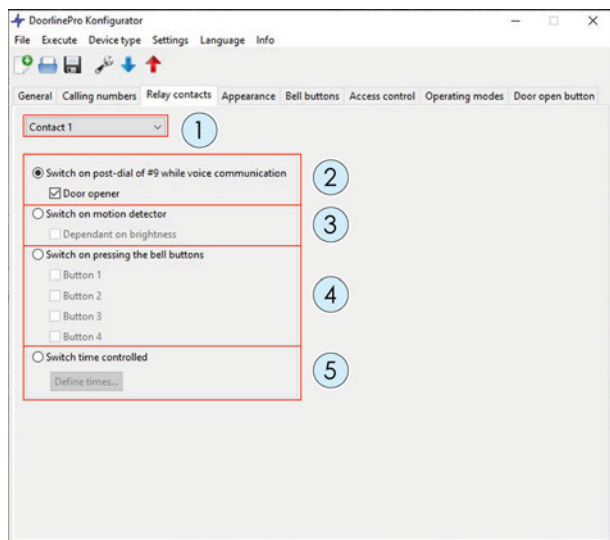 DoorlinePro Konfigurator
File Execute Device type Settings Language Info
General Calling numbers Relay contacts Appearance Bell buttons Access control Operating modes Door open button
Contact 1
1
Switch on post-dial of #9 while voice communication
2
Door opener
Switch on motion detector
3
Dependant on brightness
Switch on pressing the bell buttons
Button 1
Button 2
4
Button 3
Button 4
Switch time controlled
5
Define times...